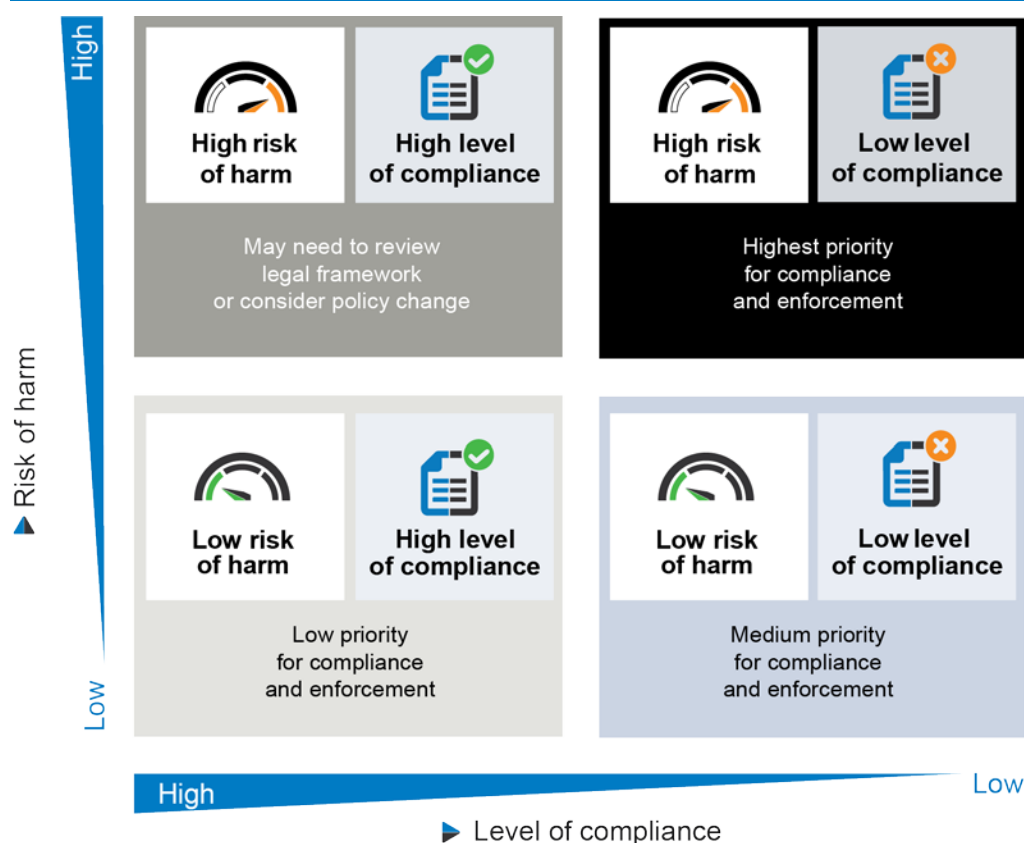 High
High risk
of harm
High level
of compliance
May need to review
legal framework
or consider policy change
High risk
of harm
Low level
of compliance
Highest priority
for compliance
and enforcement
Risk of harm
Low risk
of harm
High level
of compliance
Low priority
for compliance
and enforcement
Low risk
of harm
Low level
of compliance
Medium priority
for compliance
and enforcement
Low
High
Low
Level of compliance